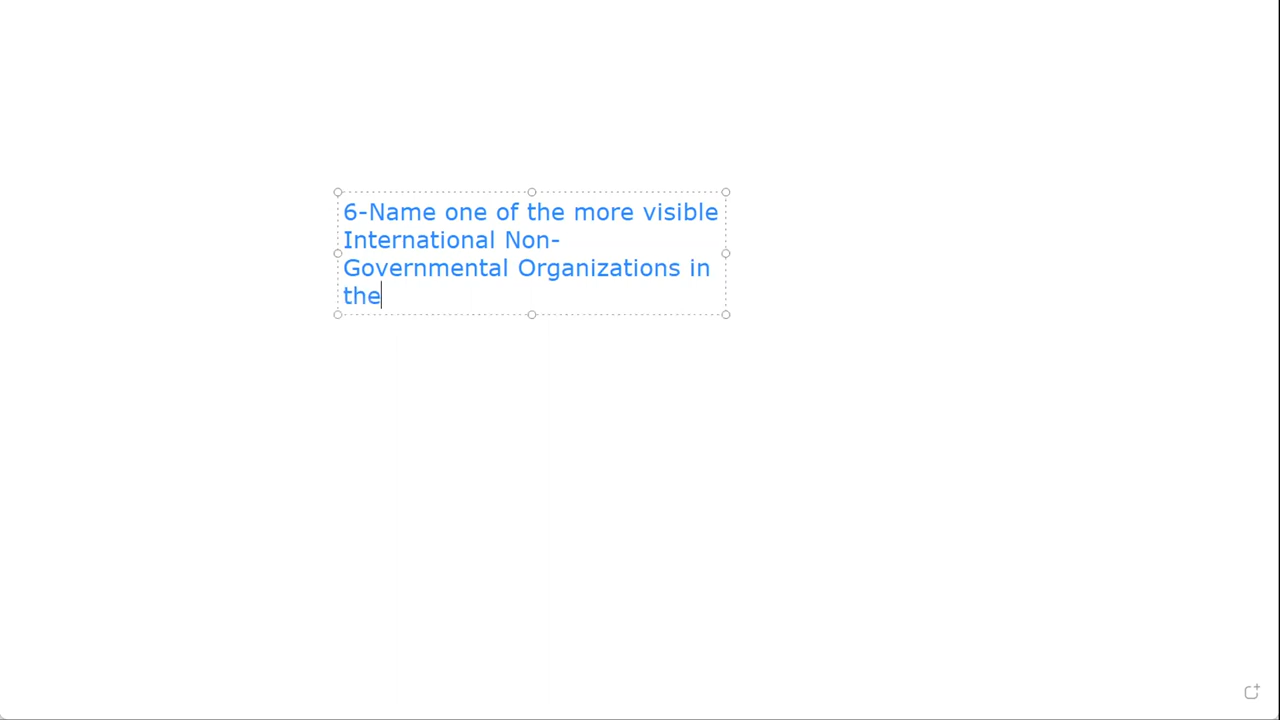 6-Name one of the more visible
International Non-
Governmental Organizations in
the